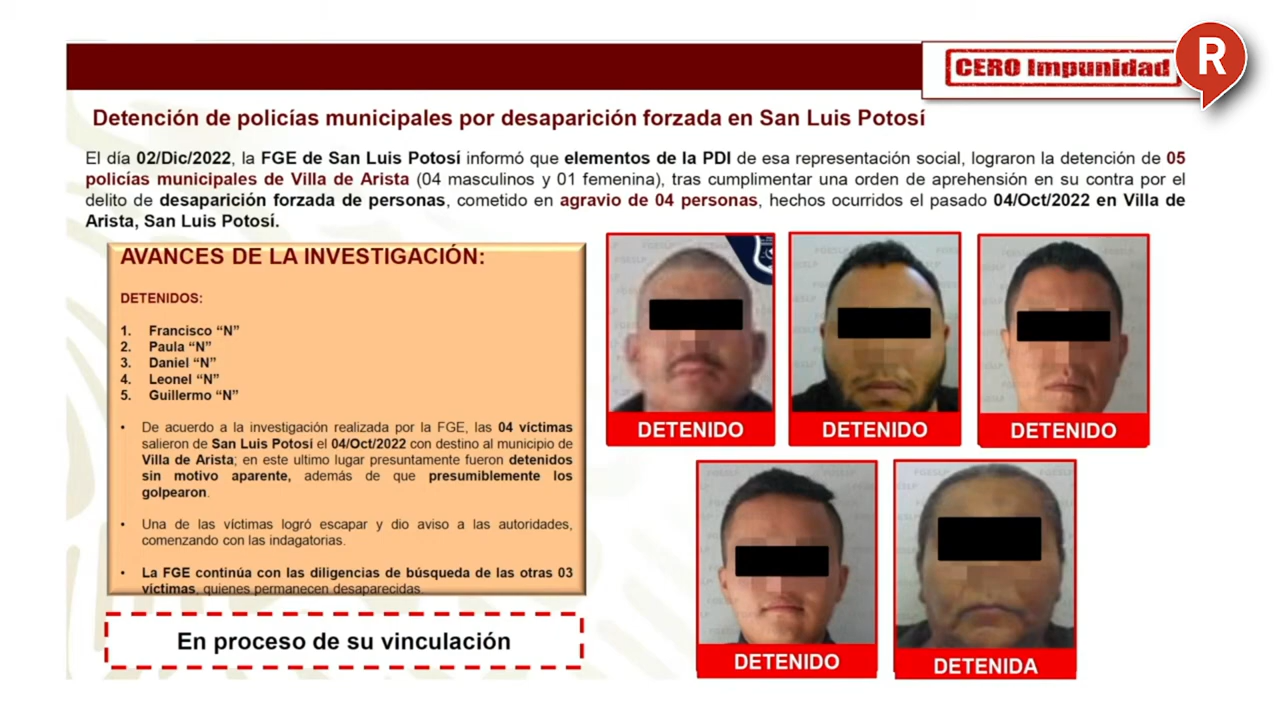 CERO Impunidad
R
Detención de policías municipales por desaparición forzada en San Luis Potosí
El día 02/Dic/2022, la FGE de San Luis Potosí informó que elementos de la PDI de esa representación social, lograron la detención de 05
policías municipales de Villa de Arista (04 masculinos y 01 femenina), tras cumplimentar una orden de aprehensión en su contra por el
delito de desaparición forzada de personas, cometido en agravio de 04 personas, hechos ocurridos el pasado 04/Oct/2022 en Villa de
Arista, San Luis Potosí.
AVANCES DE LA INVESTIGACIÓN:
DETENIDOS:
1. Francisco “N”
2. Paula “N”
3. Daniel “N”
4. Leonel “N”
5. Guillermo “N”
• De acuerdo a la investigación realizada por la FGE, las 04 víctimas
salieron de San Luis Potosí el 04/Oct/2022 con destino al municipio de
Villa de Arista; en este ultimo lugar presuntamente fueron detenidos
sin motivo aparente, además de que presumiblemente los
golpearon.
• Una de las víctimas logró escapar y dio aviso a las autoridades,
comenzando con las indagatorias.
• La FGE continúa con las diligencias de búsqueda de las otras 03
víctimas, quienes permanecen desaparecidas.
En proceso de su vinculación
DETENIDO
DETENIDO
DETENIDO
DETENIDO
DETENIDA